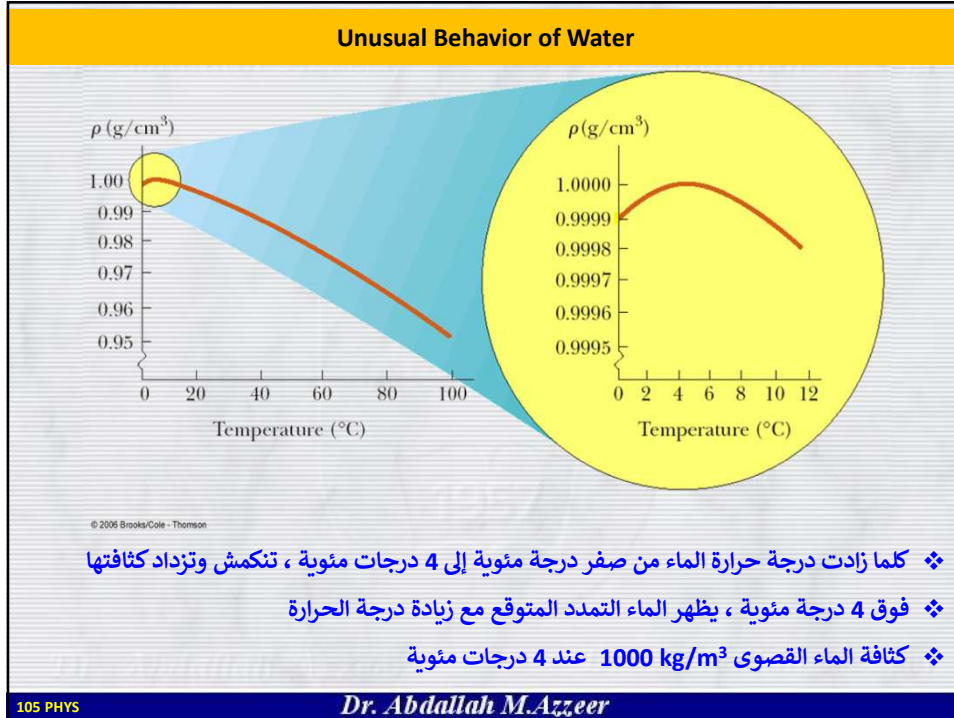 Unusual Behavior of Water
ρ (g/cm³)
1.00
0.99
0.98
0.97
0.96
0.95
0 20 40 60 80 100
Temperature (°C)
ρ (g/cm³)
1.0000
0.9999
0.9998
0.9997
0.9996
0.9995
0 2 4 6 8 10 12
Temperature (°C)
© 2006 Brooks/Cole - Thomson
1957
❖ كلما زادت درجة حرارة الماء من صفر درجة مئوية إلى 4 درجات مئوية ، تنكمش وتزداد كثافتها
❖ فوق 4 درجة مئوية ، يظهر الماء التمدد المتوقع مع زيادة درجة الحرارة
❖ كثافة الماء القصوى 1000 kg/m³ عند 4 درجات مئوية
105 PHYS
Dr. Abdallah M.Azzeer